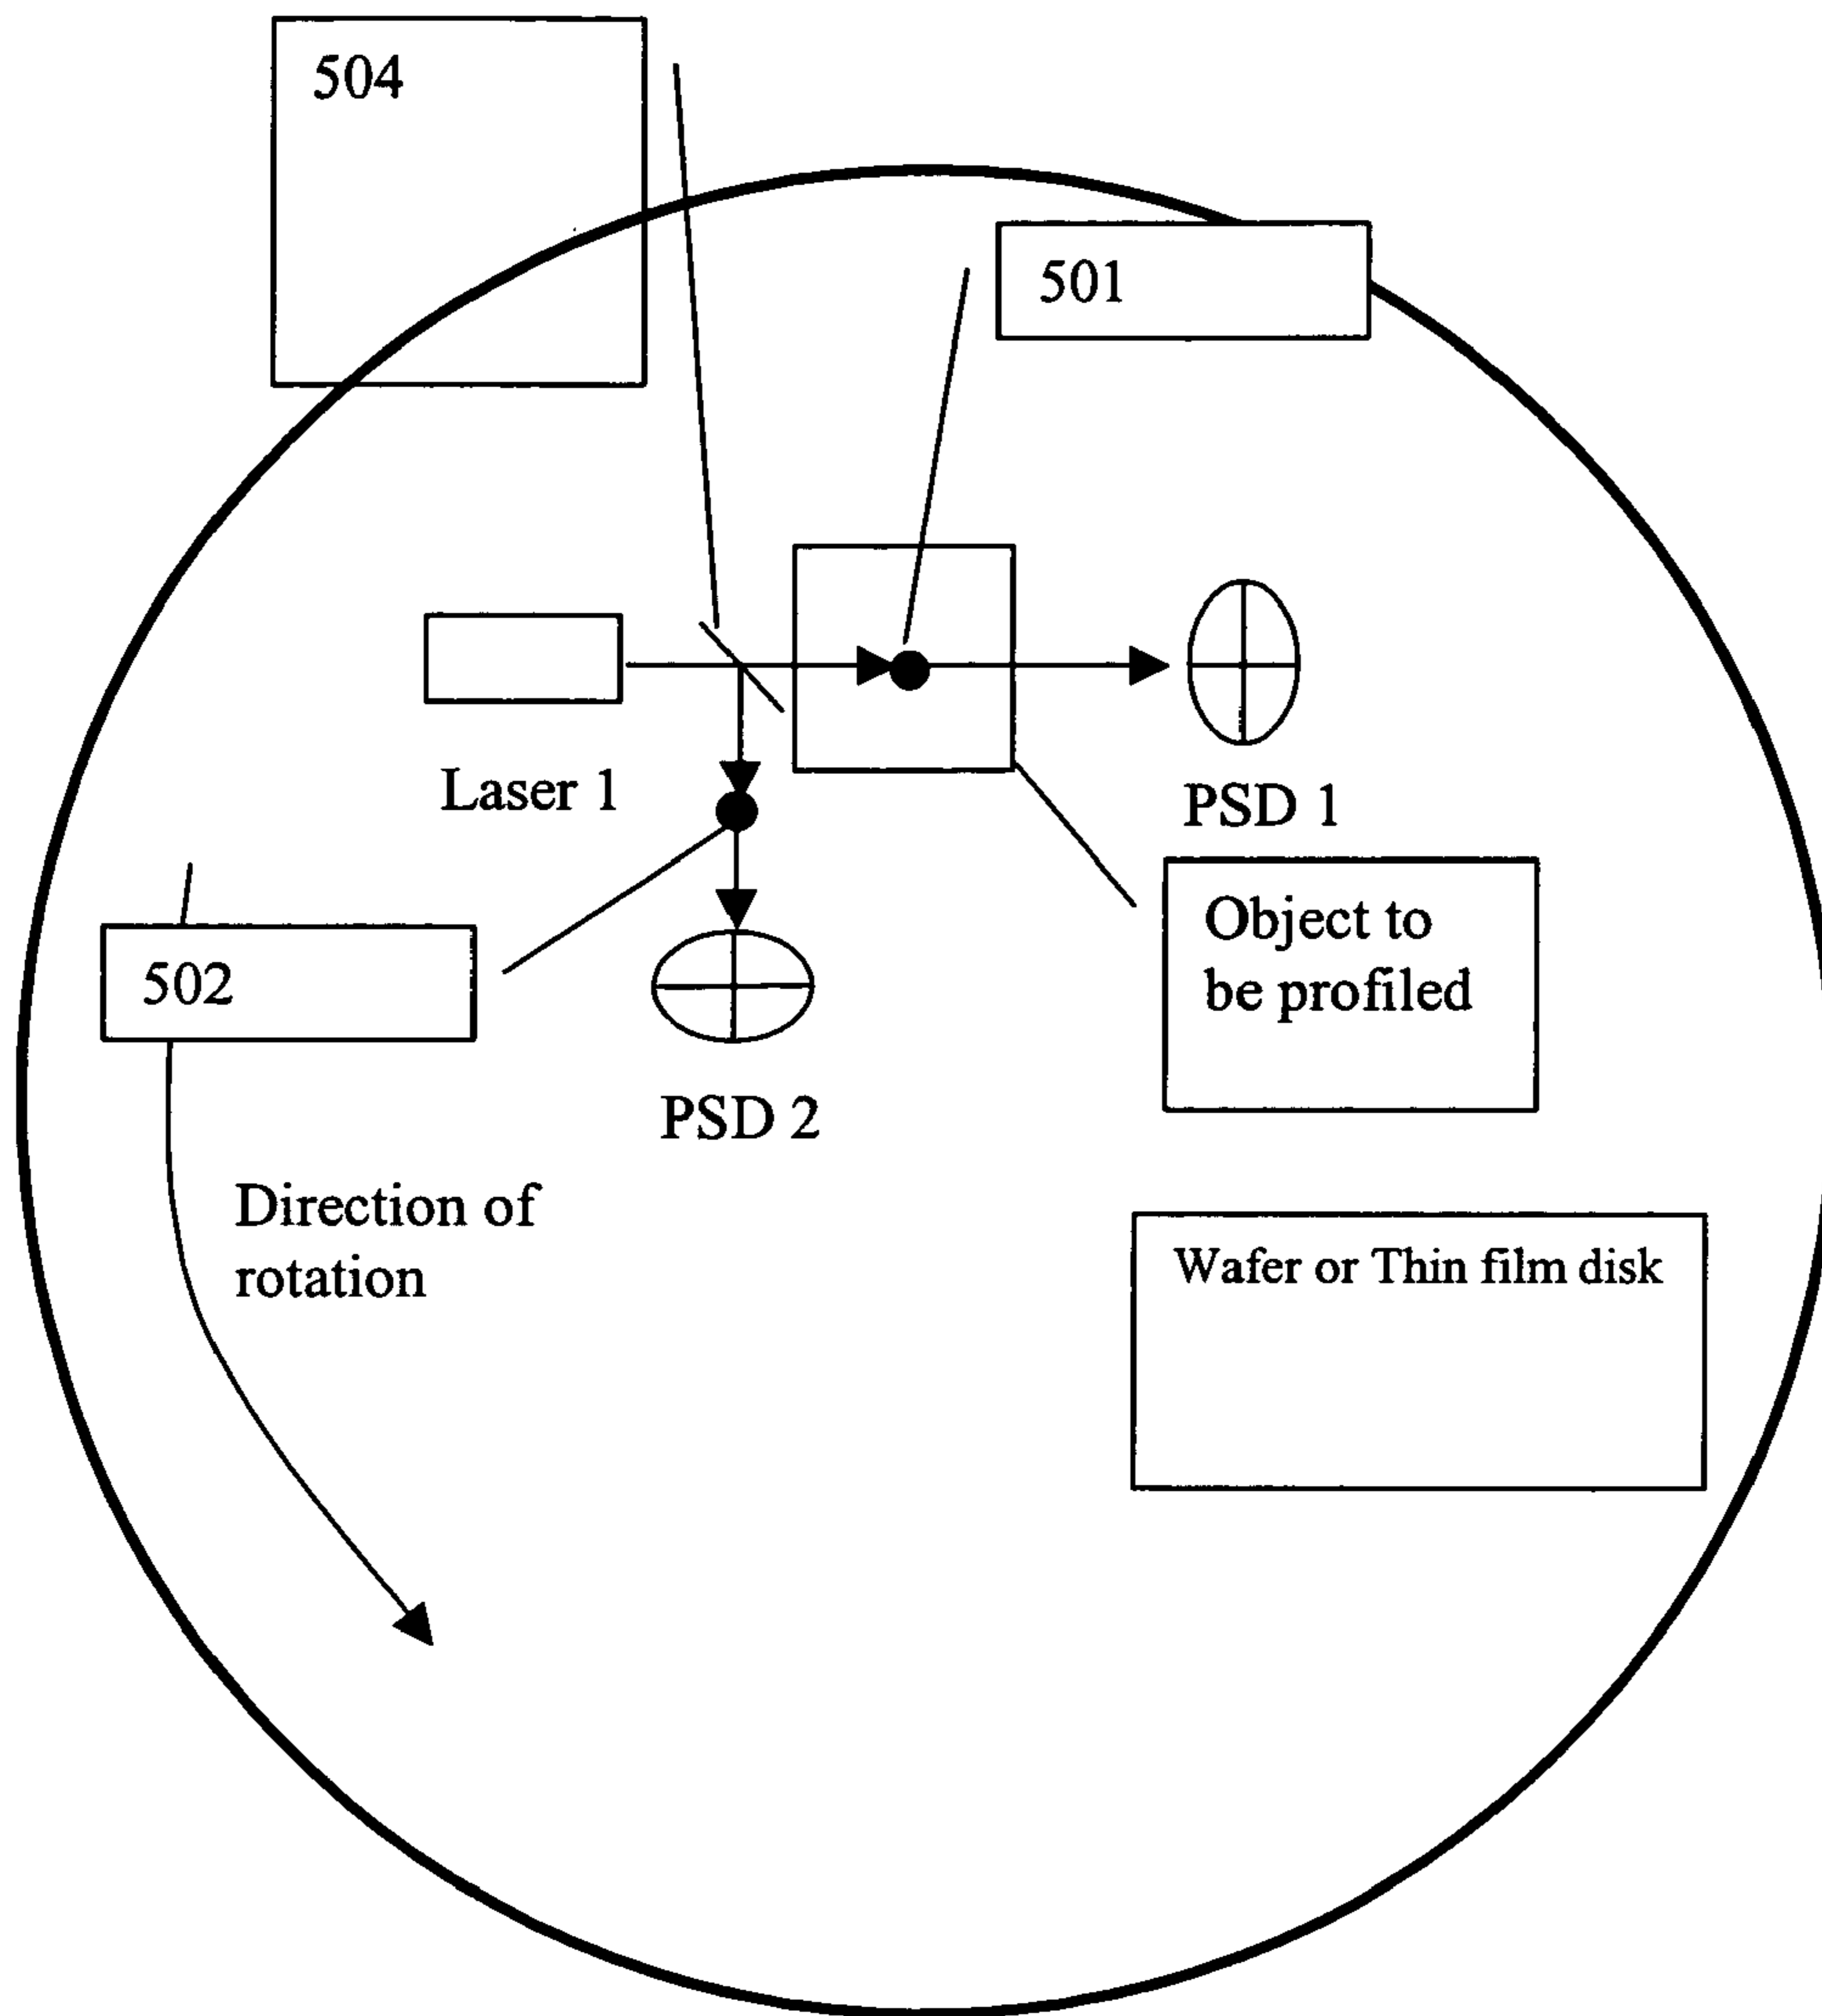 504
501
Laser 1
PSD 1
Object to
be profiled
502
PSD 2
Direction of
rotation
Wafer or Thin film disk